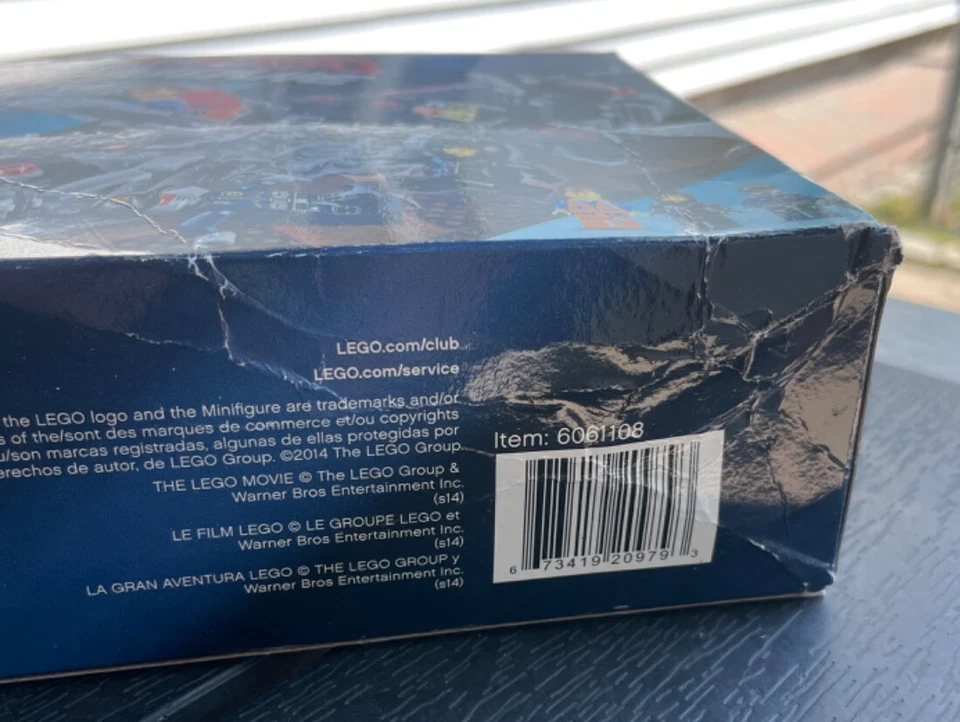 LEGO.com/club
LEGO.com/service
the LEGO logo and the Minifigure are trademarks and/or
of the/sont des marques de commerce et/ou copyrights
son marcas registradas, algunas de ellas protegidas por
derechos de autor, de LEGO Group. ©2014 The LEGO Group.
THE LEGO MOVIE © The LEGO Group &
Warner Bros Entertainment Inc.
(s14)
LE FILM LEGO © LE GROUPE LEGO et
Warner Bros Entertainment Inc.
(s14)
LA GRAN AVENTURA LEGO © THE LEGO GROUP y
Warner Bros Entertainment Inc.
(s14)
Item: 6061108
6 73419 20979 3